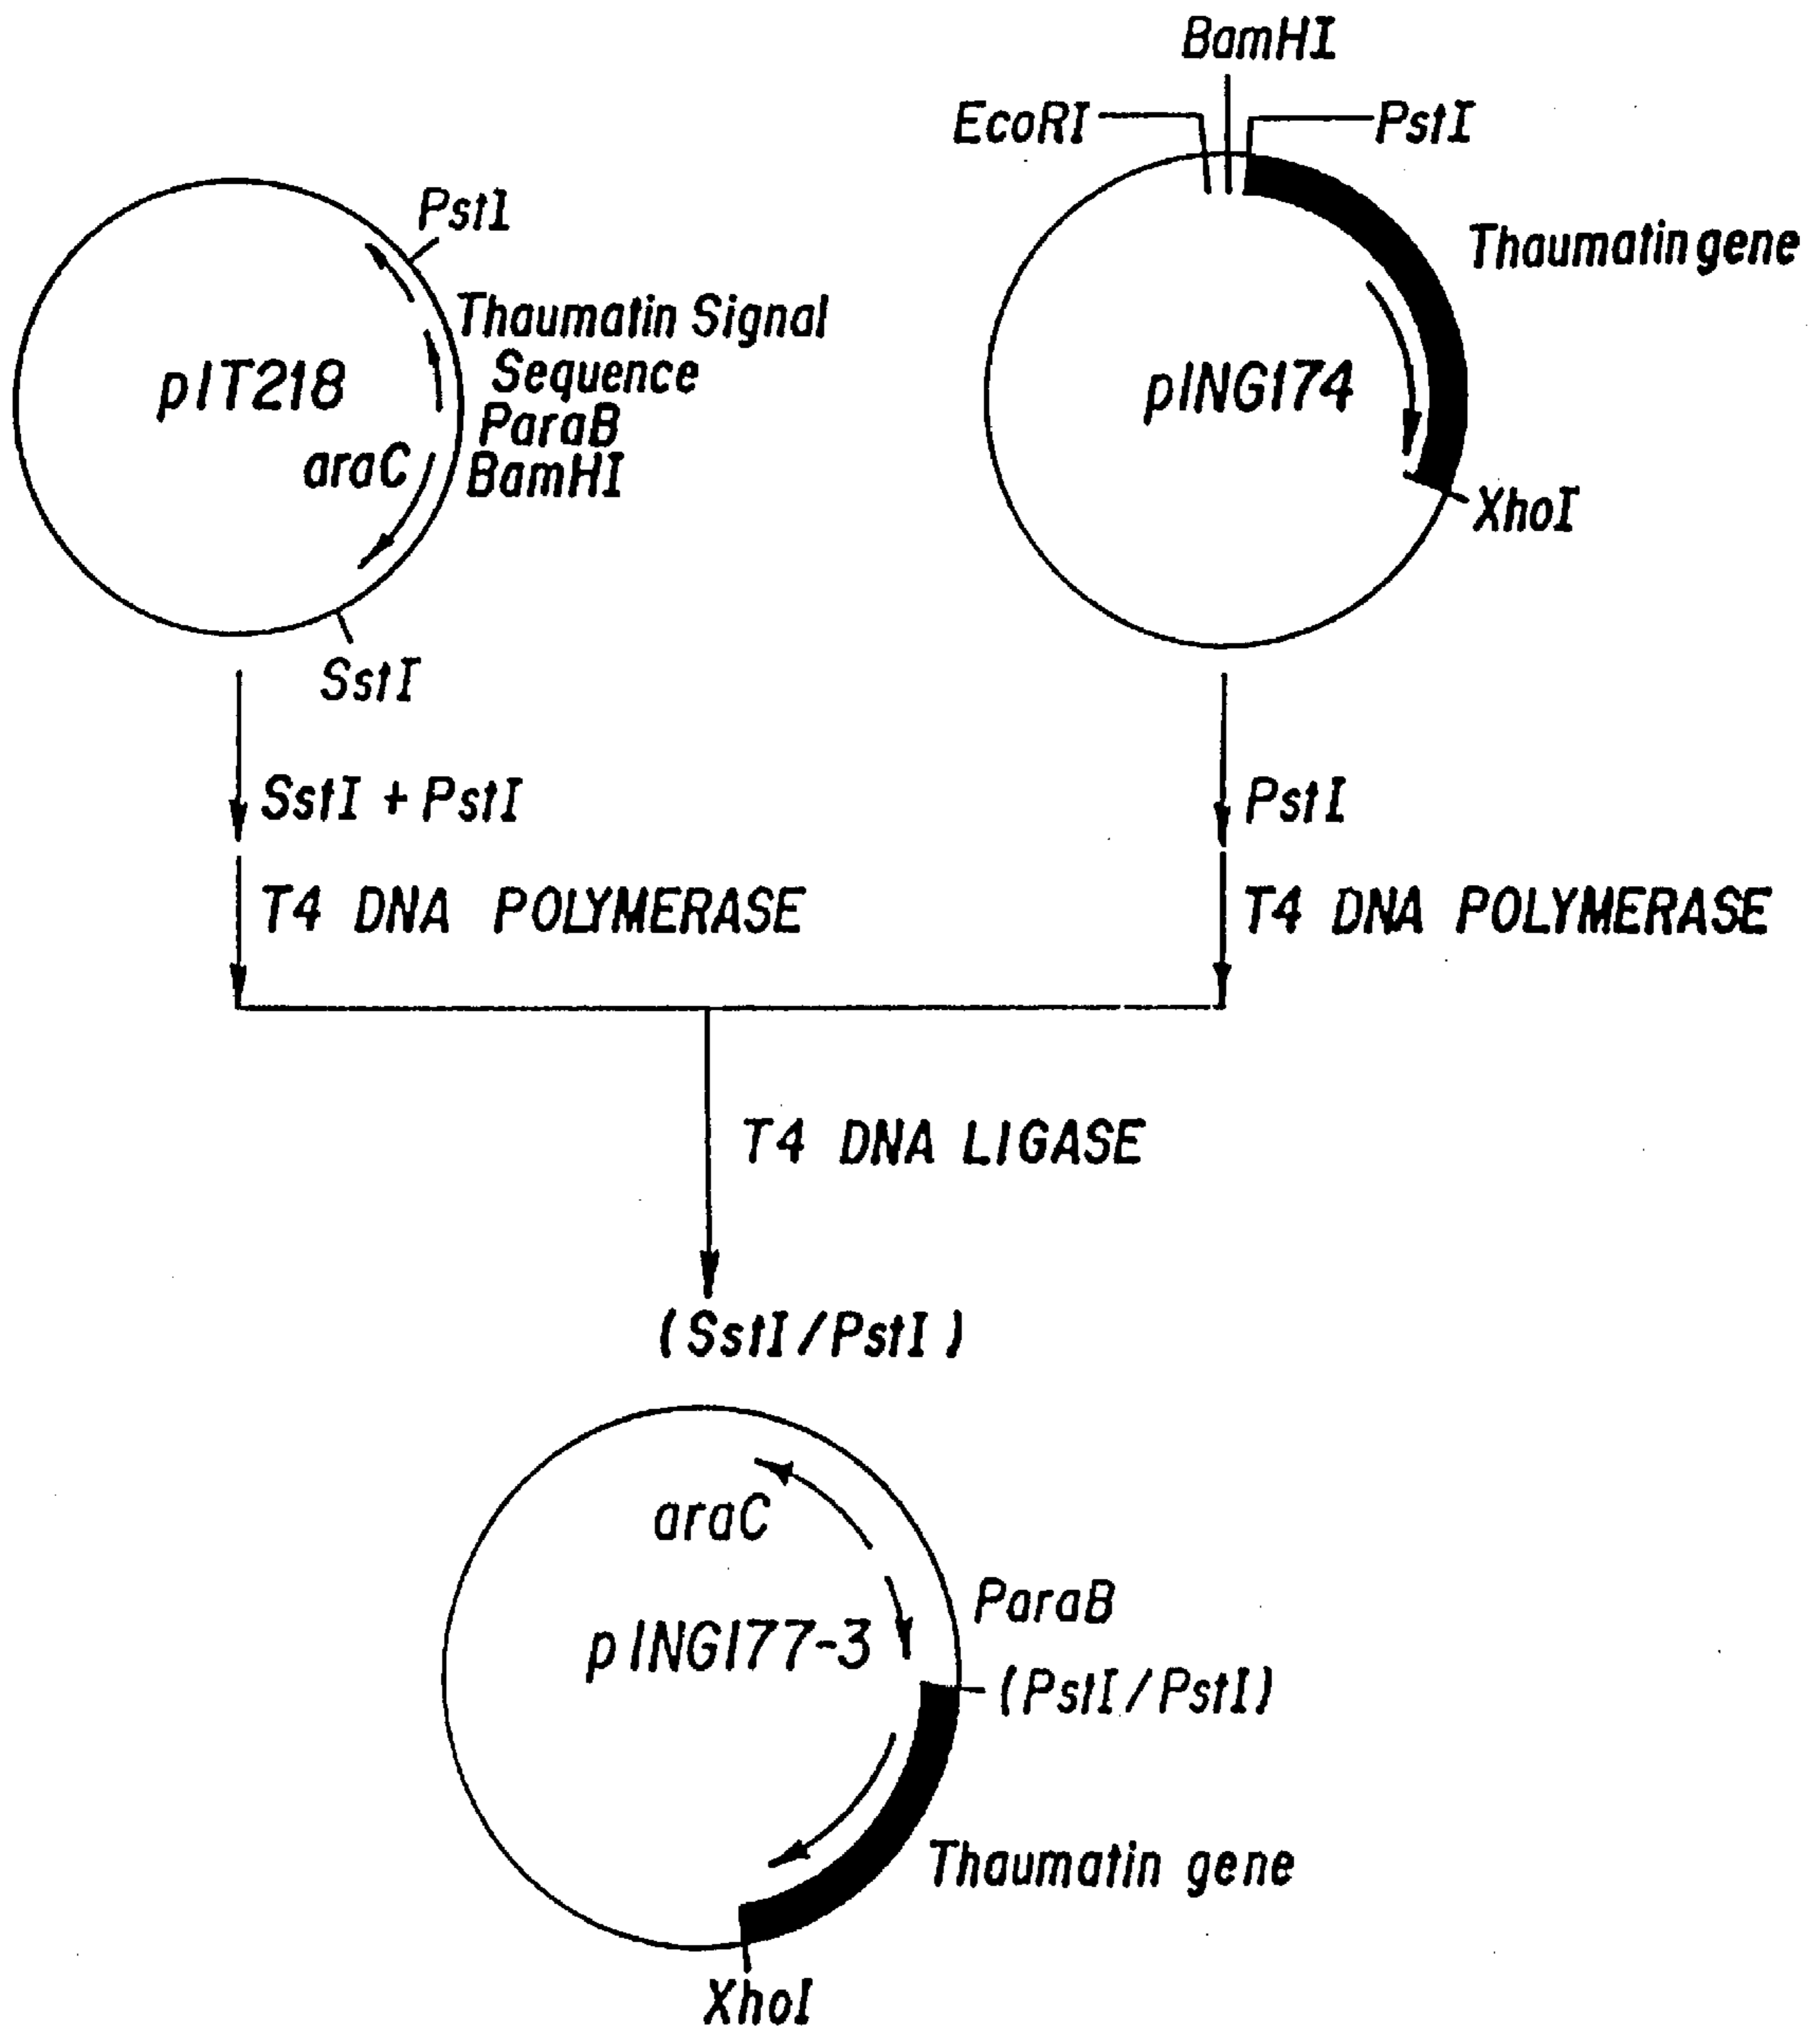 BamHI
EcoRI
PstI
PstI
Thaumatin gene
Thaumatin Signal
Sequence
ParaB
BamHI
pIT218
araC
pING174
XhoI
SstI
SstI + PstI
PstI
T4 DNA POLYMERASE
T4 DNA POLYMERASE
T4 DNA LIGASE
(SstI/PstI)
araC
ParaB
pING177-3
(PstI/PstI)
Thaumatin gene
XhoI